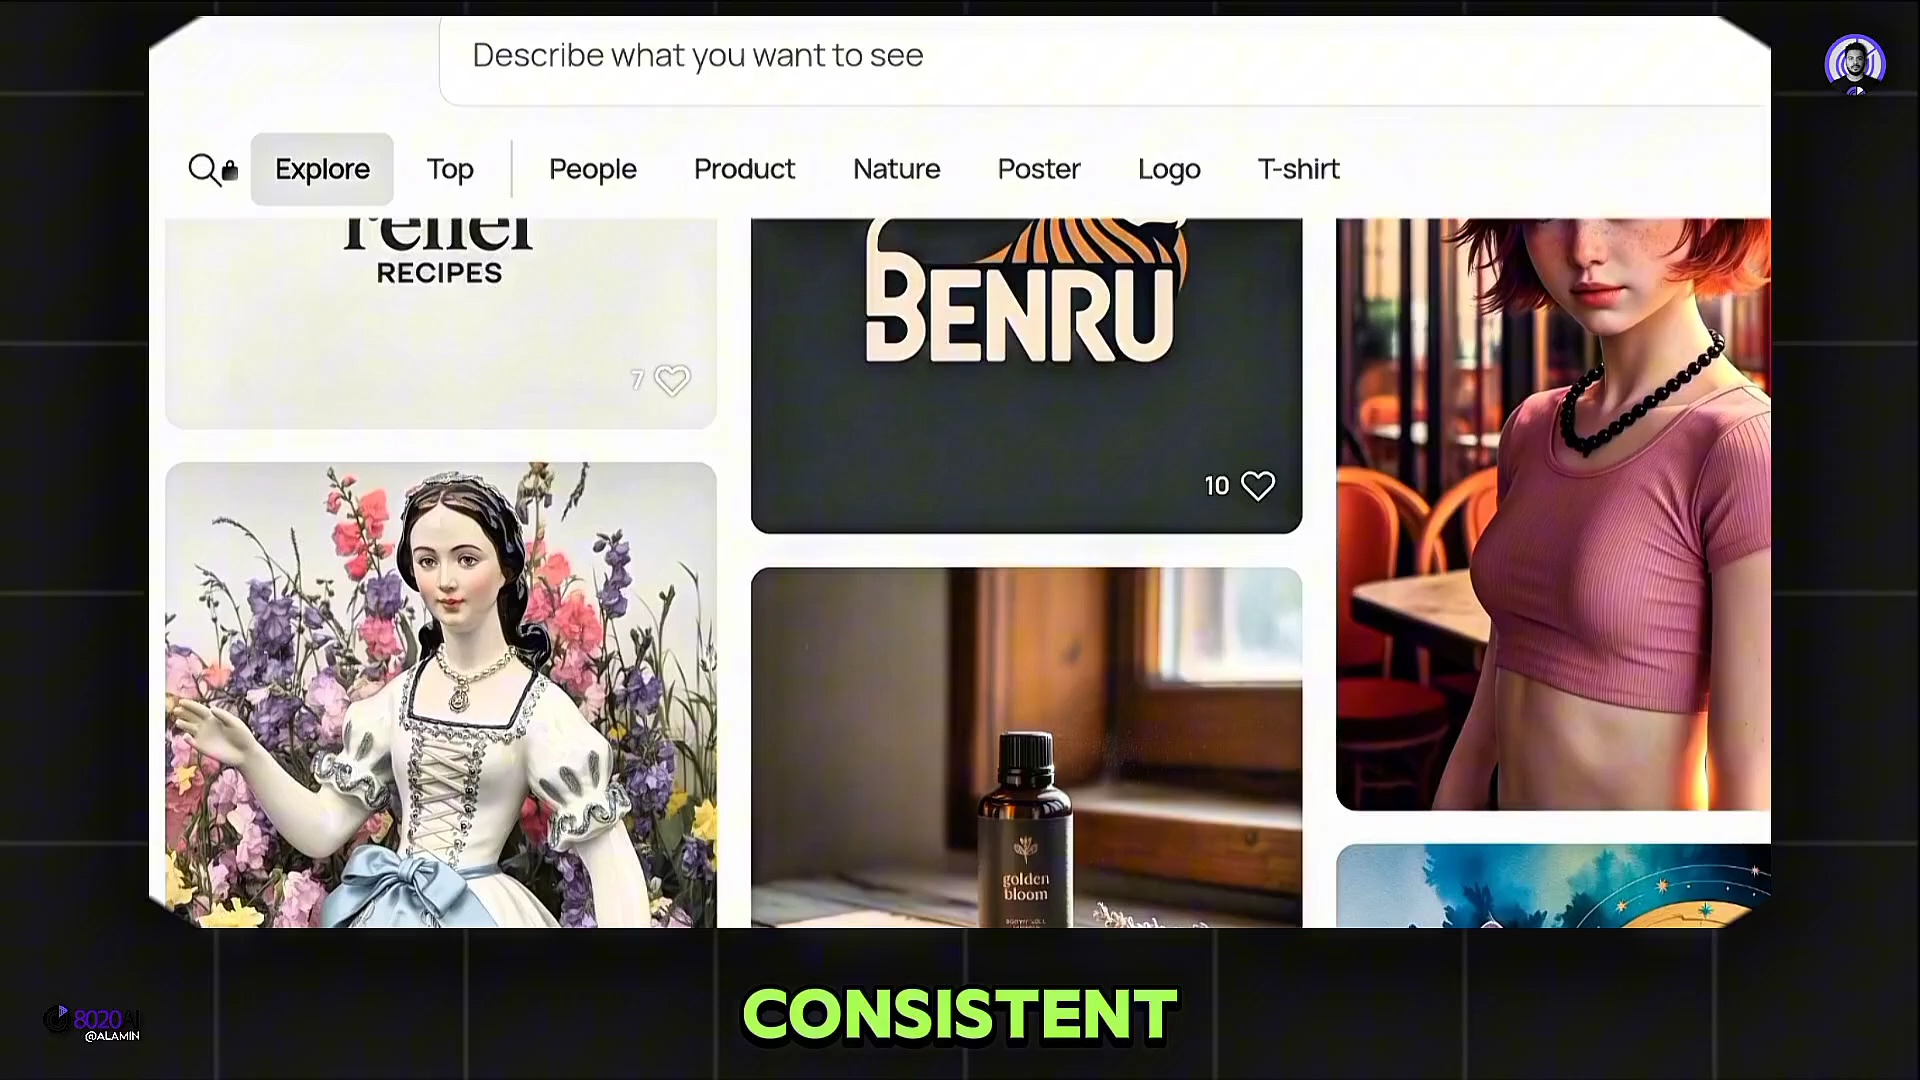 Describe what you want to see
Explore
Top
People
Product
Nature
Poster
Logo
T-shirt
RECIPES
7
BENRU
10
golden
bloom
CONSISTENT
8020AI
@ALAMIN